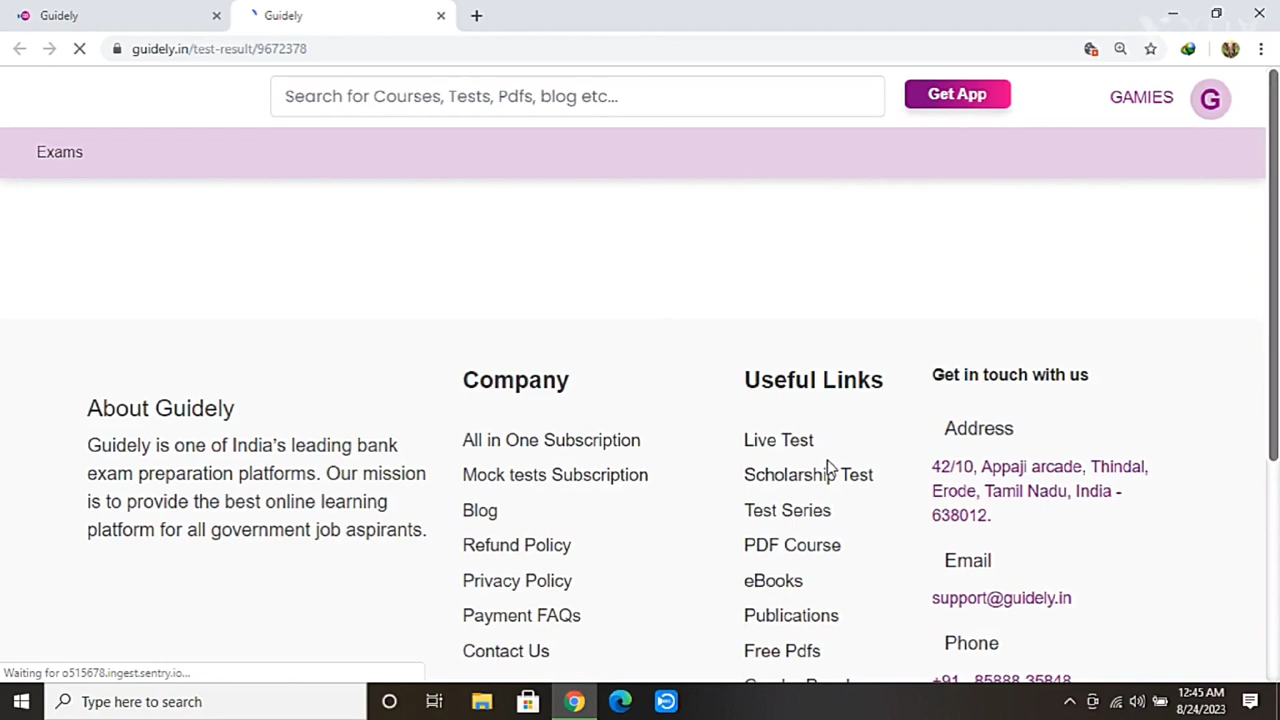 Guidely
Guidely
guidely.in/test-result/9672378
Search for Courses, Tests, Pdfs, blog etc...
Get App
GAMIES
G
Exams
About Guidely
Guidely is one of India's leading bank
exam preparation platforms. Our mission
is to provide the best online learning
platform for all government job aspirants.
Company
All in One Subscription
Mock tests Subscription
Blog
Refund Policy
Privacy Policy
Payment FAQs
Contact Us
Useful Links
Live Test
Scholarship Test
Test Series
PDF Course
eBooks
Publications
Free Pdfs
Get in touch with us
Address
42/10, Appaji arcade, Thindal,
Erode, Tamil Nadu, India -
638012.
Email
support@guidely.in
Phone
+91 - 85888 35848
Waiting for o515678.ingest.sentry.io...
Type here to search
12:45 AM
8/24/2023